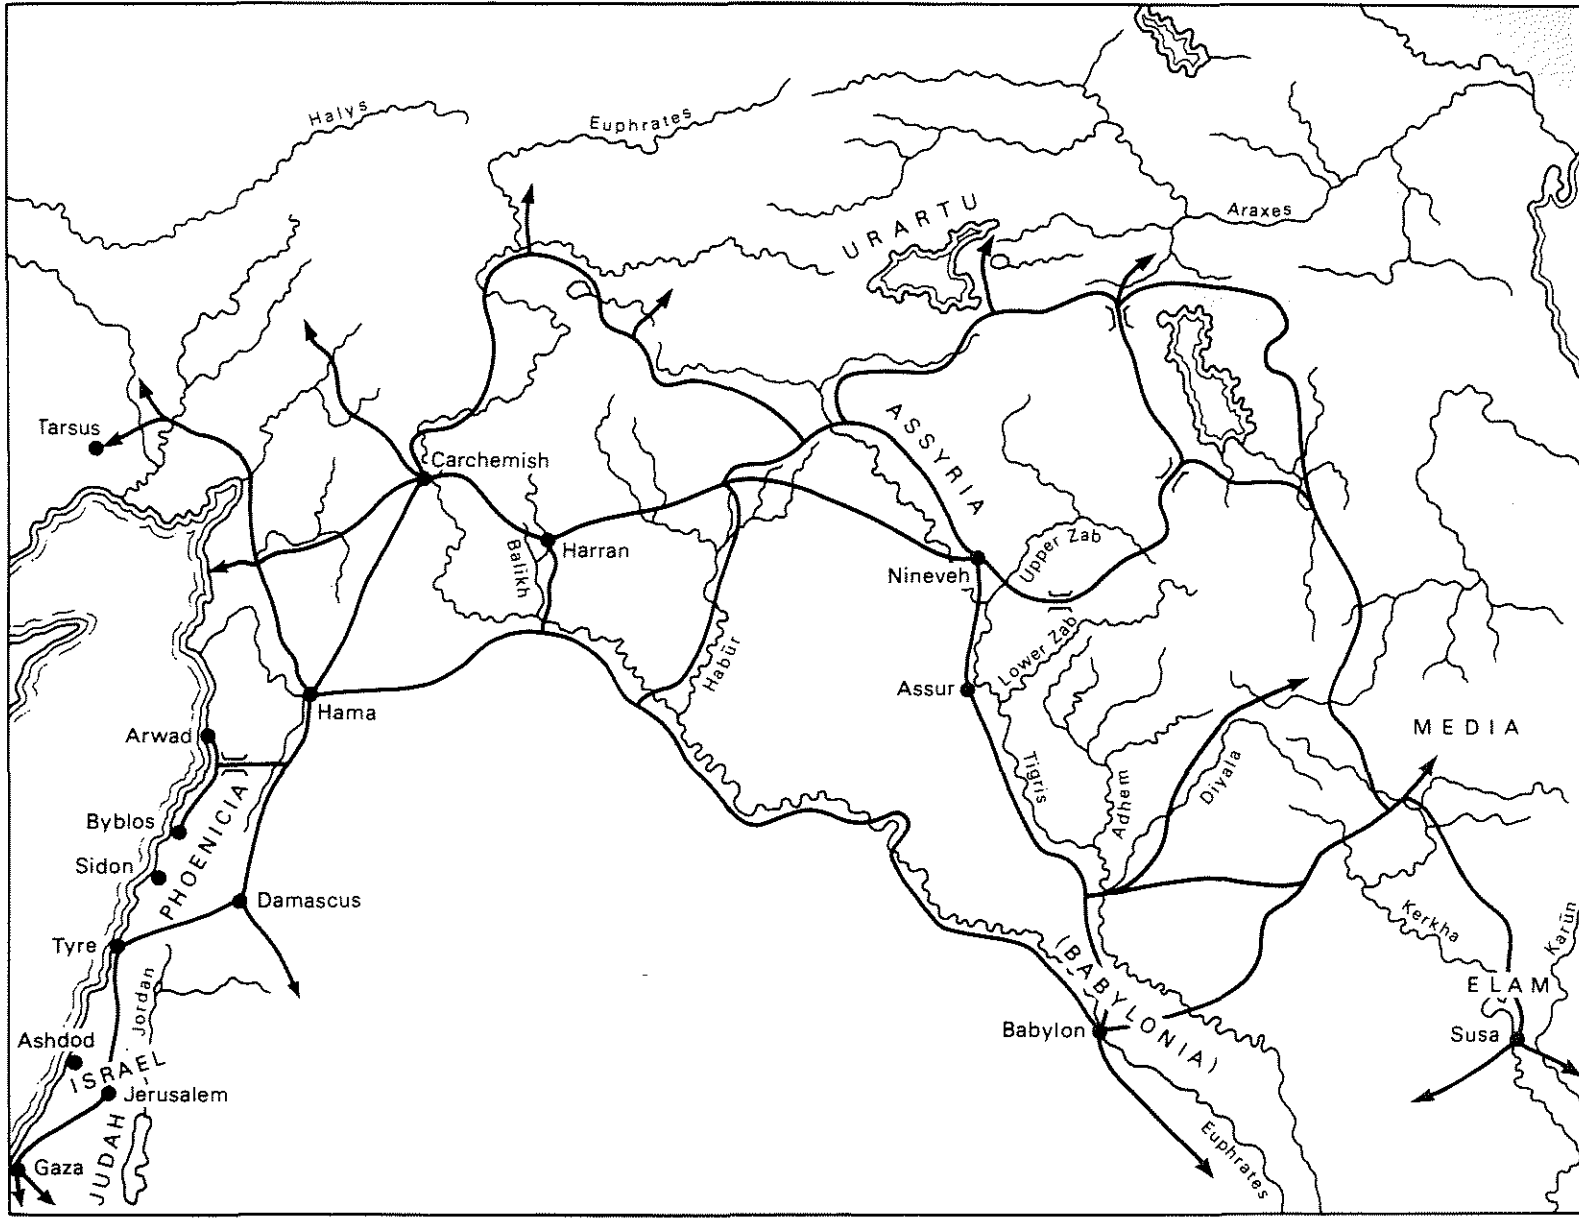 Halys
Euphrates
URARTU
Araxes
Tarsus
ASSYRIA
Carchemish
Harran
Balikh
Upper Zab
Nineveh
Habūr
Lower Zab
Assur
Hama
Arwad
MEDIA
Tigris
Adhem
Diyala
Byblos
PHOENICIA
Sidon
Damascus
Kerkha
Karūn
Tyre
Jordan
(BABYLONIA)
ELAM
Babylon
Susa
Ashdod
ISRAEL
Jerusalem
JUDAH
Gaza
Euphrates